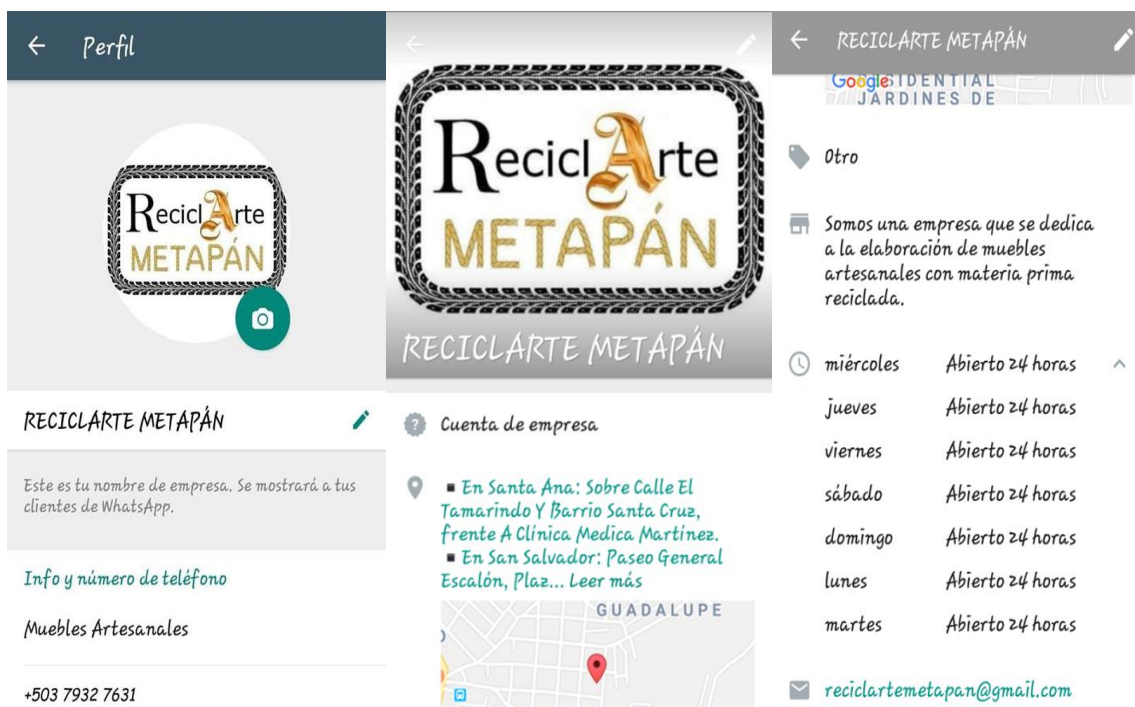 Perfil
ReciclArte
METAPÁN
RECICLARTE METAPÁN
Este es tu nombre de empresa. Se mostrará a tus
clientes de WhatsApp.
Info y número de teléfono
Muebles Artesanales
+503 7932 7631
ReciclArte
METAPÁN
RECICLARTE METAPÁN
Cuenta de empresa
▪ En Santa Ana: Sobre Calle El
Tamarindo Y Barrio Santa Cruz,
frente A Clínica Medica Martínez.
▪ En San Salvador: Paseo General
Escalón, Plaz... Leer más
GUADALUPE
RECICLARTE METAPÁN
Google
SIDENTIAL
JARDINES DE
Otro
Somos una empresa que se dedica
a la elaboración de muebles
artesanales con materia prima
reciclada.
miércoles Abierto 24 horas
jueves Abierto 24 horas
viernes Abierto 24 horas
sábado Abierto 24 horas
domingo Abierto 24 horas
lunes Abierto 24 horas
martes Abierto 24 horas
reciclartemetapan@gmail.com